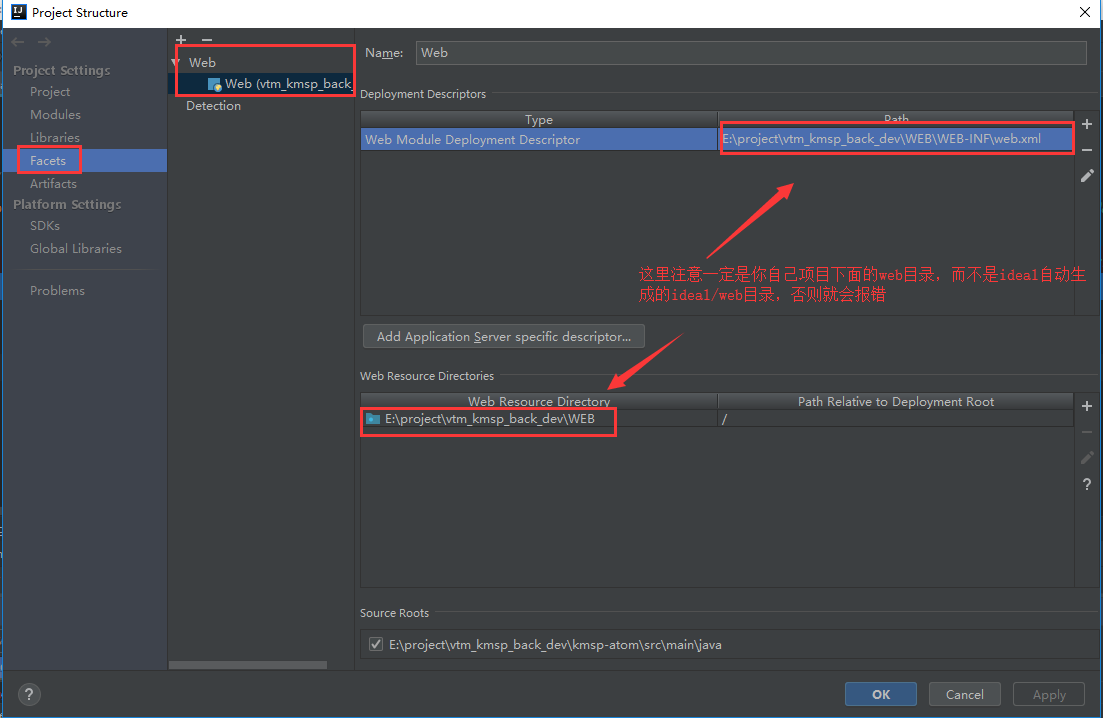 Project Structure
Project Settings
Project
Modules
Libraries
Facets
Artifacts
Platform Settings
SDKs
Global Libraries
Problems
Web
Web (vtm_kmsp_back_
Detection
Name: Web
Deployment Descriptors
Type Path
Web Module Deployment Descriptor E:\project\vtm_kmsp_back_dev\WEB\WEB-INF\web.xml
这里注意一定是你自己项目下面的web目录，而不是ideal自动生
成的ideal/web目录，否则就会报错
Add Application Server specific descriptor...
Web Resource Directories
Web Resource Directory Path Relative to Deployment Root
E:\project\vtm_kmsp_back_dev\WEB /
Source Roots
E:\project\vtm_kmsp_back_dev\kmsp-atom\src\main\java
? OK Cancel Apply